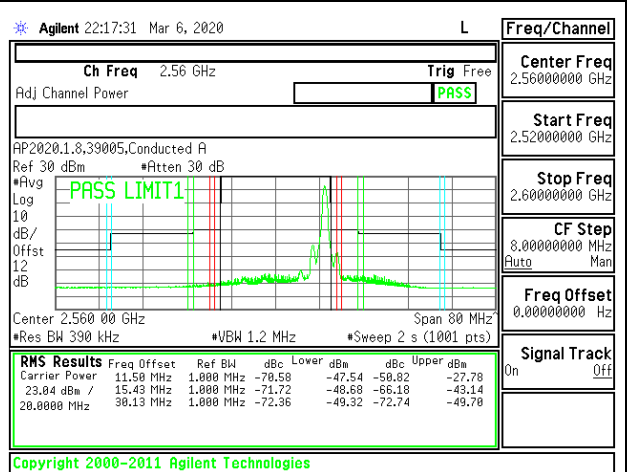 Agilent 22:17:31 Mar 6, 2020 L
Freq/Channel
Ch Freq 2.56 GHz Trig Free
Adj Channel Power PASS
Center Freq
2.56000000 GHz
Start Freq
2.52000000 GHz
Stop Freq
2.60000000 GHz
CF Step
8.00000000 MHz
Auto Man
Freq Offset
0.00000000 Hz
Signal Track
On Off
AP2020.1.8,39005,Conducted A
Ref 30 dBm #Atten 30 dB
#Avg
Log
10
dB/
Offst
12
dB
PASS LIMIT1
Center 2.560 00 GHz Span 80 MHz
#Res BW 390 kHz #VBW 1.2 MHz #Sweep 2 s (1001 pts)
RMS Results Freq Offset Ref BW dBc Lower dBm dBc Upper dBm
Carrier Power 11.50 MHz 1.000 MHz -70.58 -47.54 -50.82 -27.78
23.04 dBm / 15.43 MHz 1.000 MHz -71.72 -48.68 -66.18 -43.14
20.0000 MHz 30.13 MHz 1.000 MHz -72.36 -49.32 -72.74 -49.70
Copyright 2000-2011 Agilent Technologies